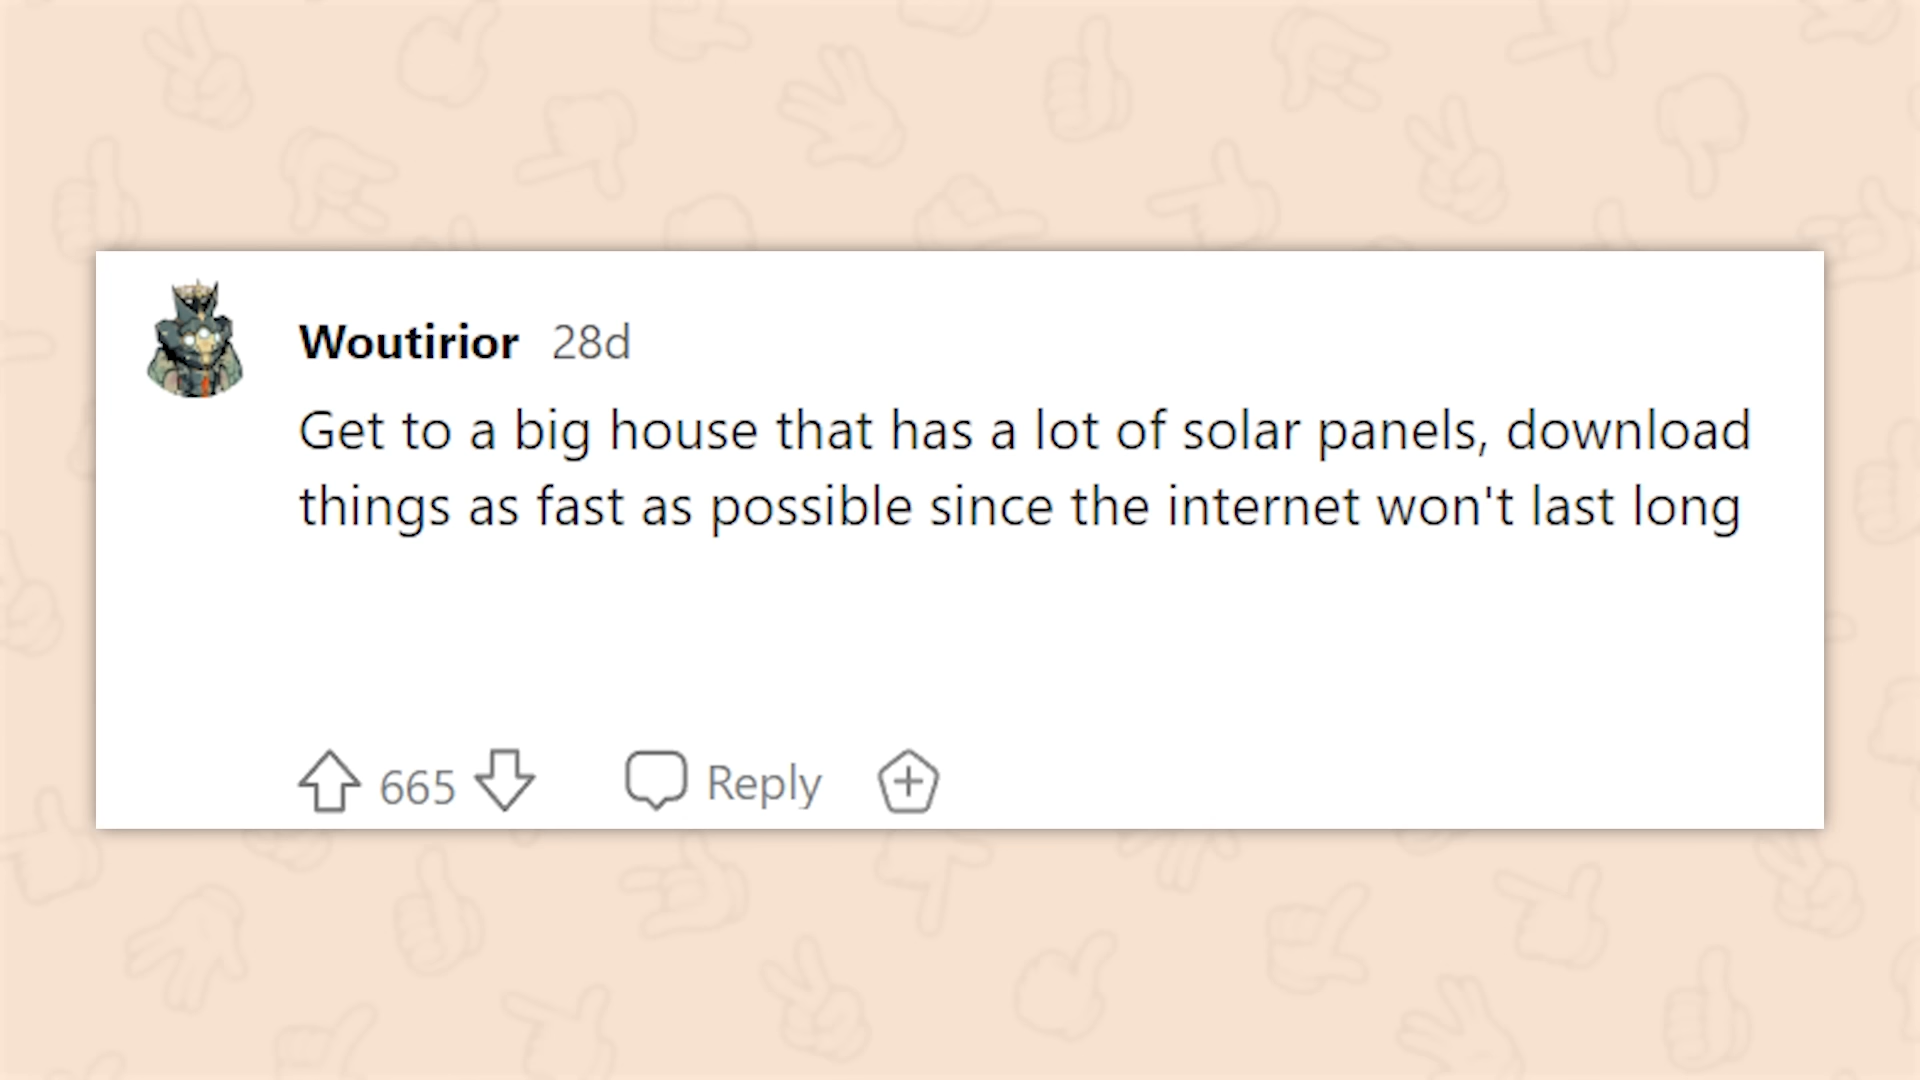 Woutirior 28d
Get to a big house that has a lot of solar panels, download
things as fast as possible since the internet won't last long
665 Reply